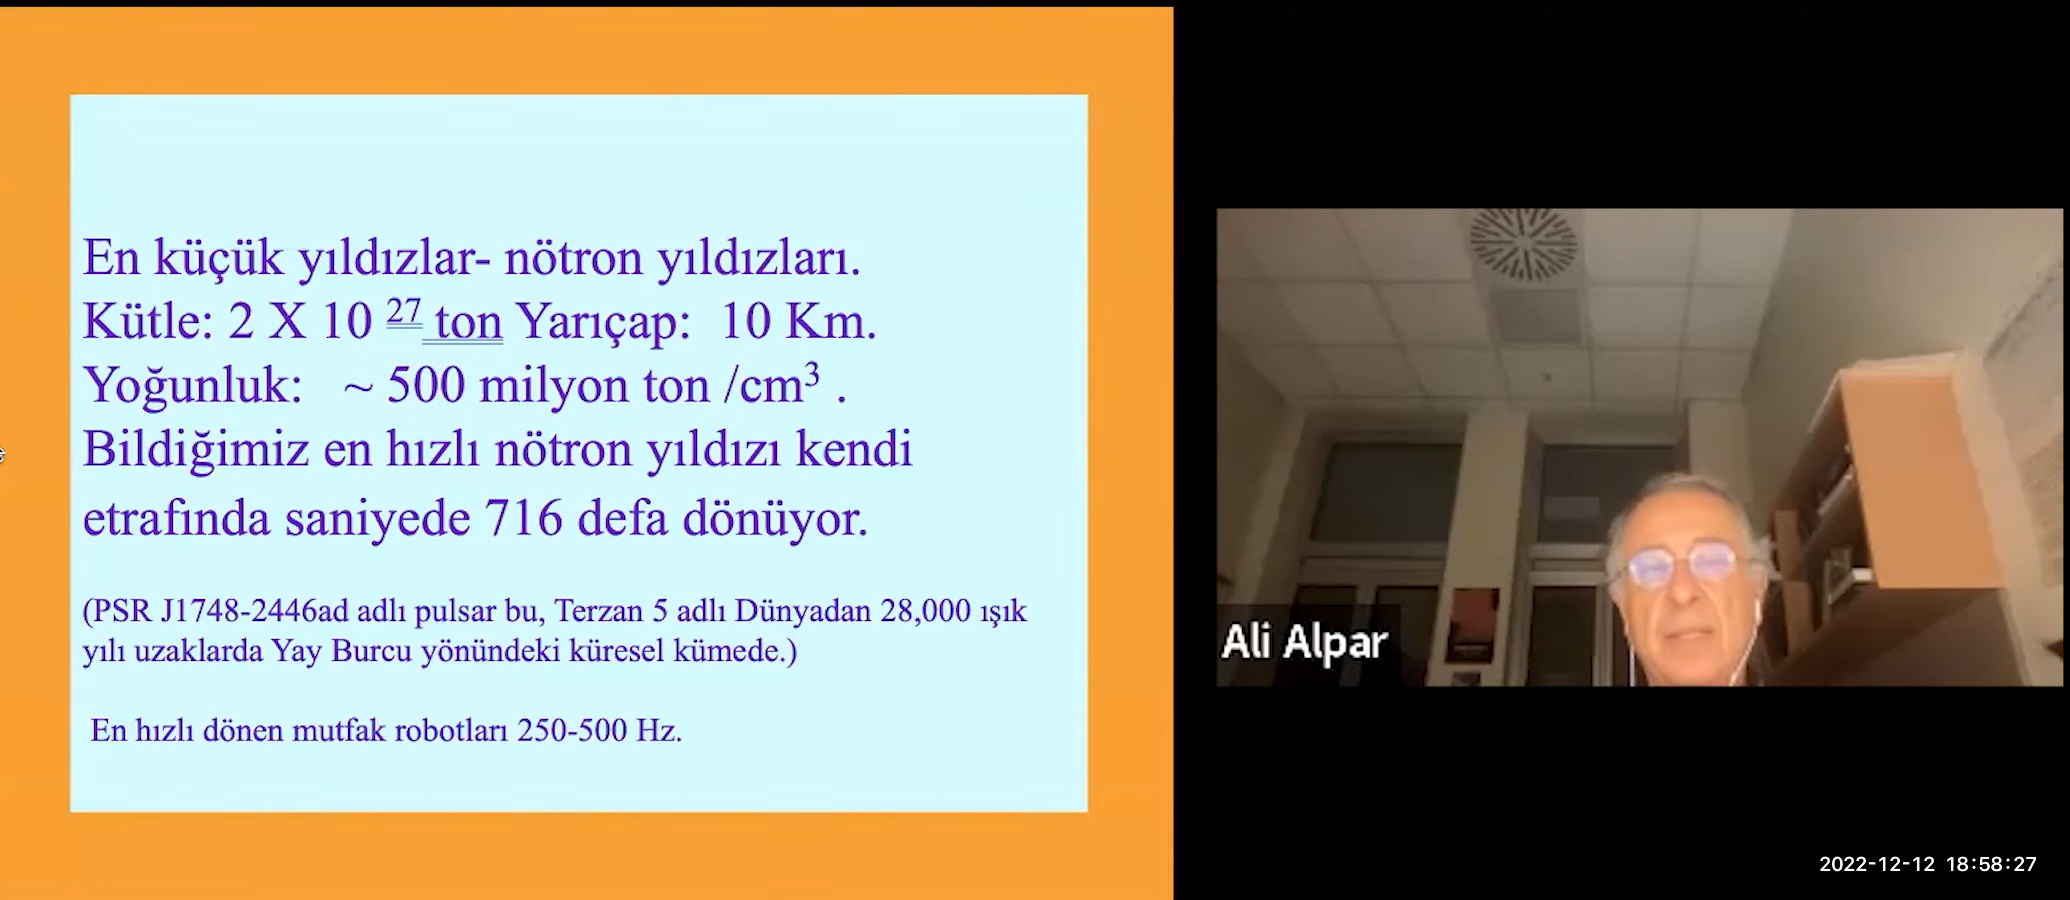 En küçük yıldızlar- nötron yıldızları.
Kütle: 2 X 10 27 ton Yarıçap: 10 Km.
Yoğunluk: ~ 500 milyon ton /cm³ .
Bildiğimiz en hızlı nötron yıldızı kendi
etrafında saniyede 716 defa dönüyor.
(PSR J1748-2446ad adlı pulsar bu, Terzan 5 adlı Dünyadan 28,000 ışık
yılı uzaklarda Yay Burcu yönündeki küresel kümede.)
En hızlı dönen mutfak robotları 250-500 Hz.
Ali Alpar
2022-12-12 18:58:27